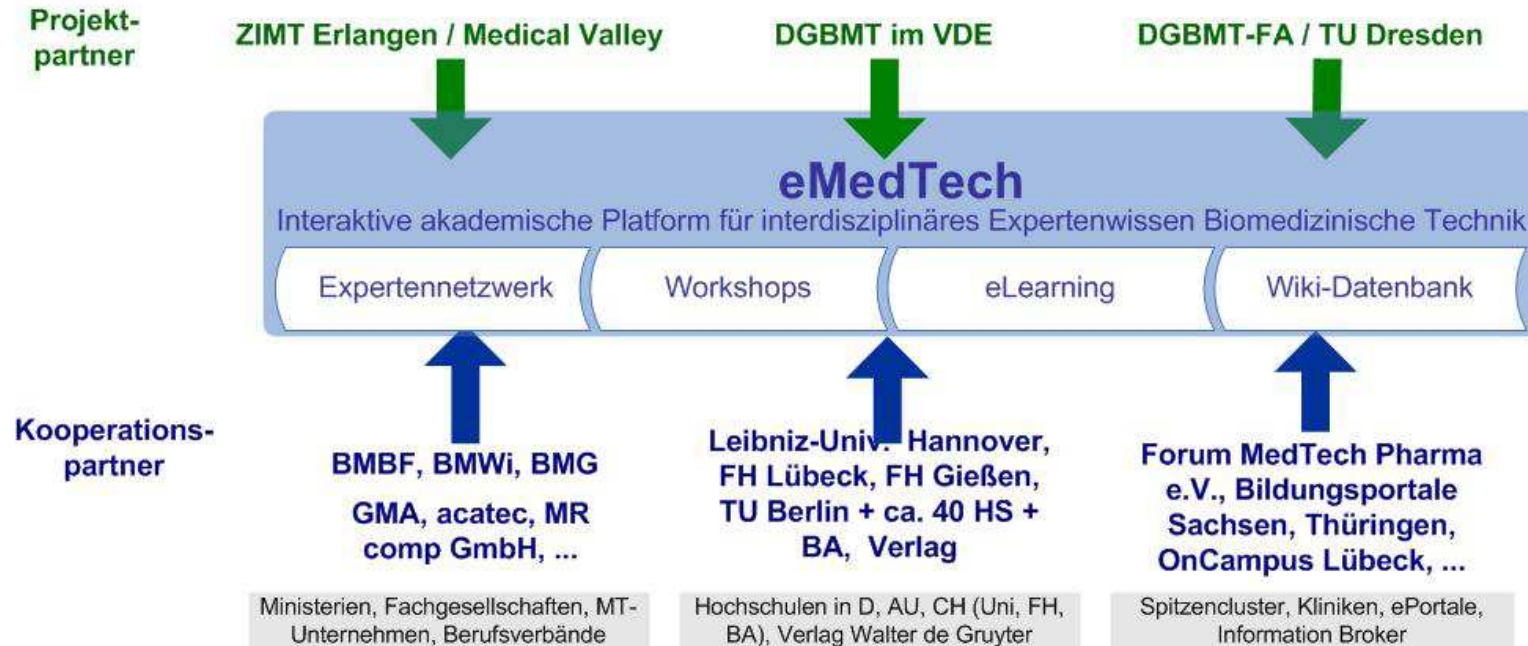 Projekt-
partner
ZIMT Erlangen / Medical Valley
DGBMT im VDE
DGBMT-FA / TU Dresden
eMedTech
Interaktive akademische Platform für interdisziplinäres Expertenwissen Biomedizinische Technik
Expertennetzwerk
Workshops
eLearning
Wiki-Datenbank
Kooperations-
partner
BMBF, BMWi, BMG
GMA, acatec, MR
comp GmbH, ...
Leibniz-Univ. Hannover,
FH Lübeck, FH Gießen,
TU Berlin + ca. 40 HS +
BA, Verlag
Forum MedTech Pharma
e.V., Bildungsportale
Sachsen, Thüringen,
OnCampus Lübeck, ...
Ministerien, Fachgesellschaften, MT-
Unternehmen, Berufsverbände
Hochschulen in D, AU, CH (Uni, FH,
BA), Verlag Walter de Gruyter
Spitzencluster, Kliniken, ePortale,
Information Broker